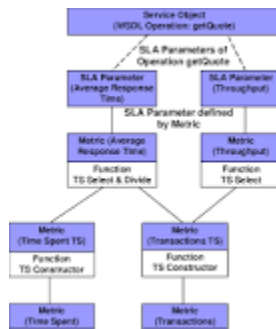 Service Object
(WSDL Operation: getQuote)
SLA Parameters of
Operation getQuote
SLA Parameter
(Average Response
Time)
SLA Parameter
(Throughput)
SLA Parameter defined
by Metric
Metric (Average
Response Time)
Function
TS Select & Divide
Metric
(Throughput)
Function
TS Select
Metric
(Time Spent TS)
Function
TS Constructor
Metric
(Transactions TS)
Function
TS Constructor
Metric
(Time Spent)
Metric
(Transactions)